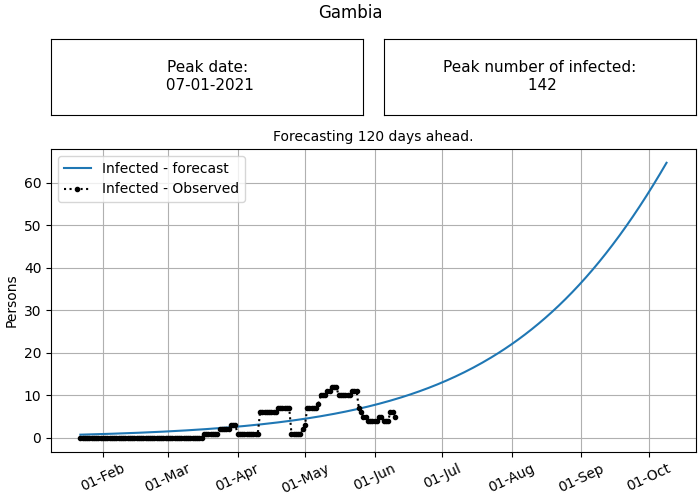 Gambia
Peak date:
07-01-2021
Peak number of infected:
142
Forecasting 120 days ahead.
Infected - forecast
Infected - Observed
Persons
60
50
40
30
20
10
0
01-Feb
01-Mar
01-Apr
01-May
01-Jun
01-Jul
01-Aug
01-Sep
01-Oct